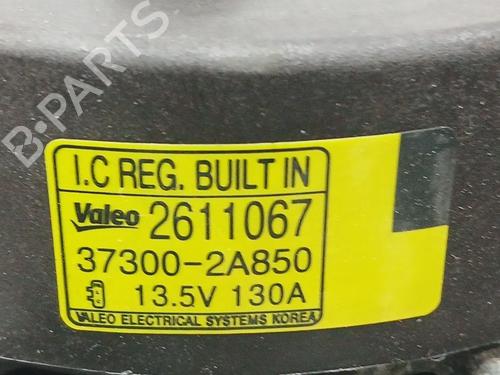 B-PARTS
I.C REG. BUILT IN
Valeo 2611067
37300-2A850
13.5V 130A
VALEO ELECTRICAL SYSTEMS KOREA